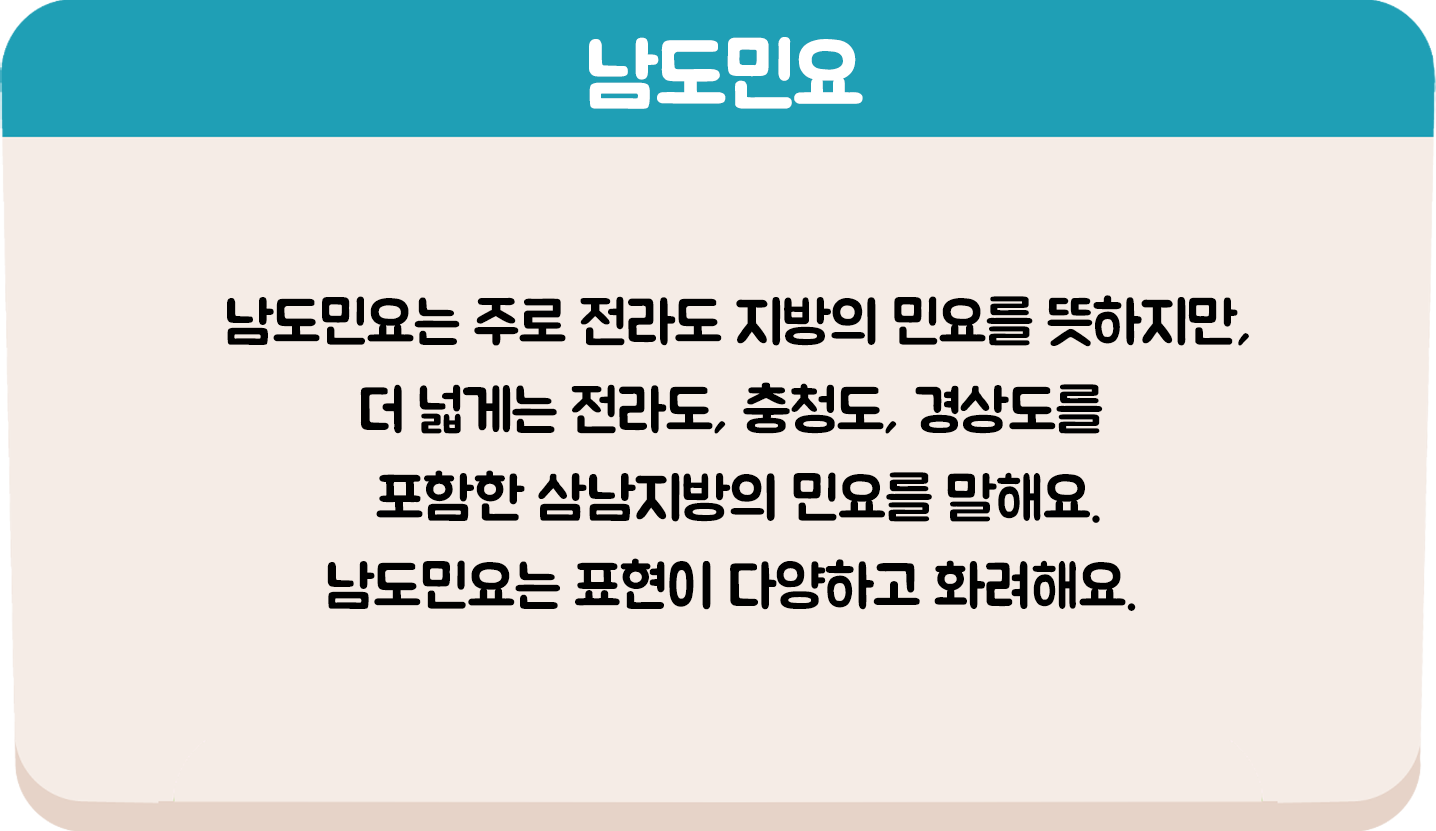 남도민요
남도민요는 주로 전라도 지방의 민요를 뜻하지만,
더 넓게는 전라도, 충청도, 경상도를
포함한 삼남지방의 민요를 말해요.
남도민요는 표현이 다양하고 화려해요.